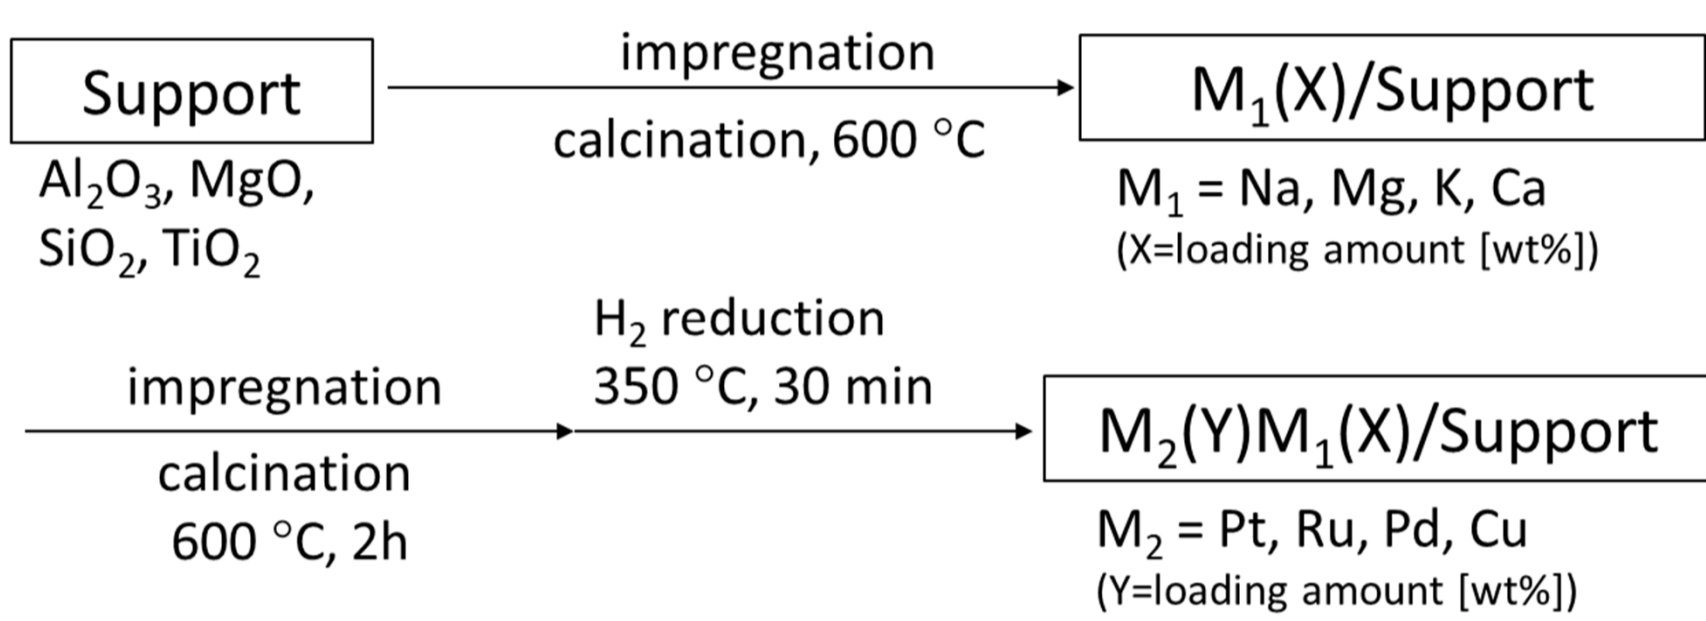 Support
impregnation
calcination, 600 °C
M₁(X)/Support
Al₂O₃, MgO,
SiO₂, TiO₂
M₁ = Na, Mg, K, Ca
(X=loading amount [wt%])
impregnation
calcination
600 °C, 2h
H₂ reduction
350 °C, 30 min
M₂(Y)M₁(X)/Support
M₂ = Pt, Ru, Pd, Cu
(Y=loading amount [wt%])